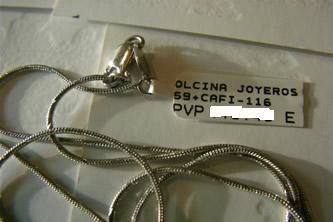 OLCINA JOYEROS
59+CAFI-116
PVP E